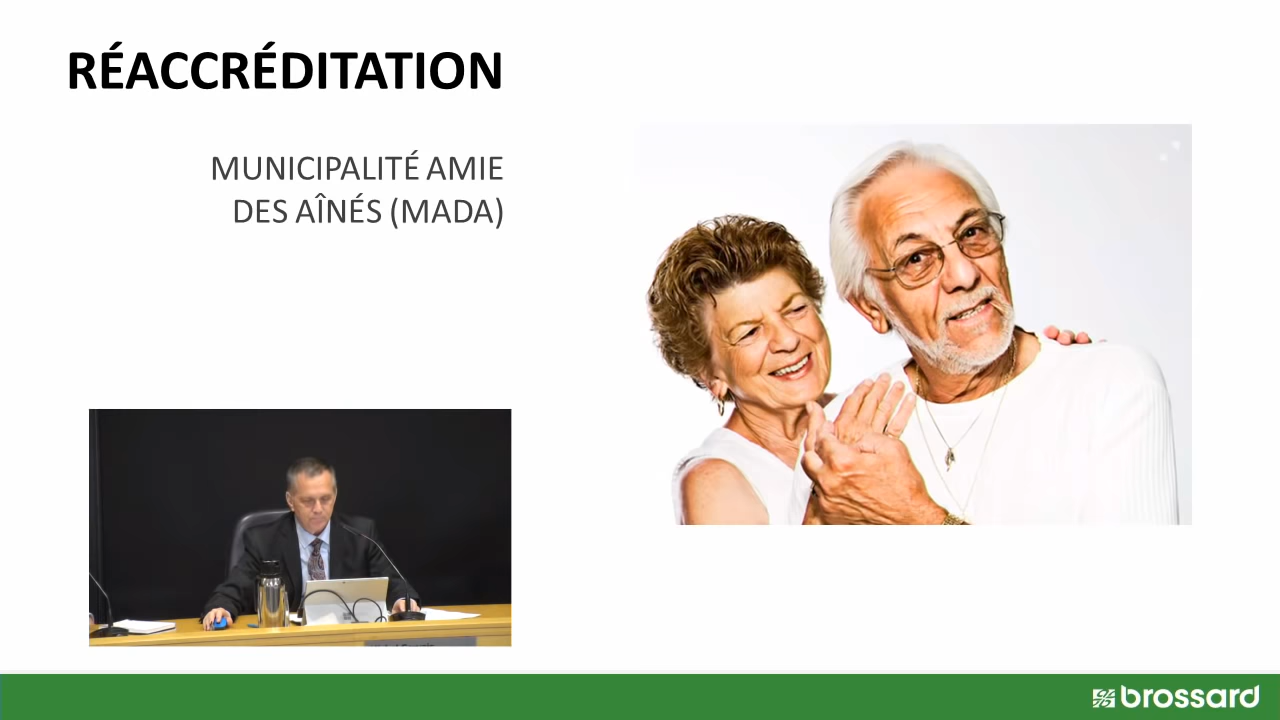 RÉACCRÉDITATION
MUNICIPALITÉ AMIE
DES AÎNÉS (MADA)
brossard